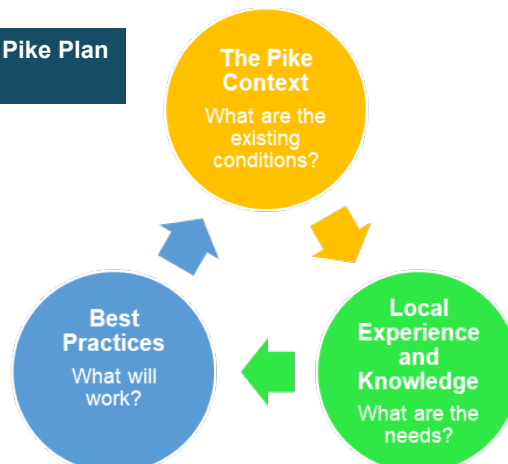 Pike Plan
The Pike
Context
What are the
existing
conditions?
Local
Experience
and
Knowledge
What are the
needs?
Best
Practices
What will
work?